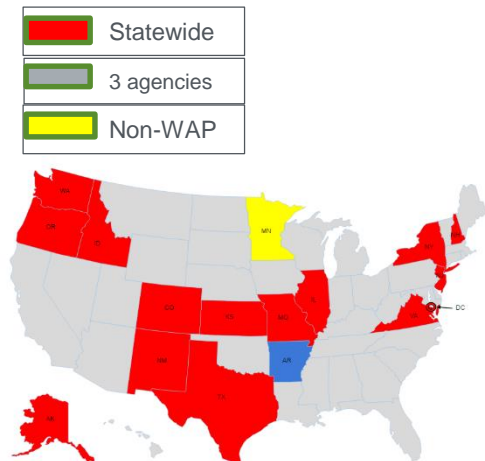 Statewide
3 agencies
Non-WAP
WA
OR
ID
MN
NY
NH
CO
KS
MO
IL
VA
DC
NM
TX
AR
AK